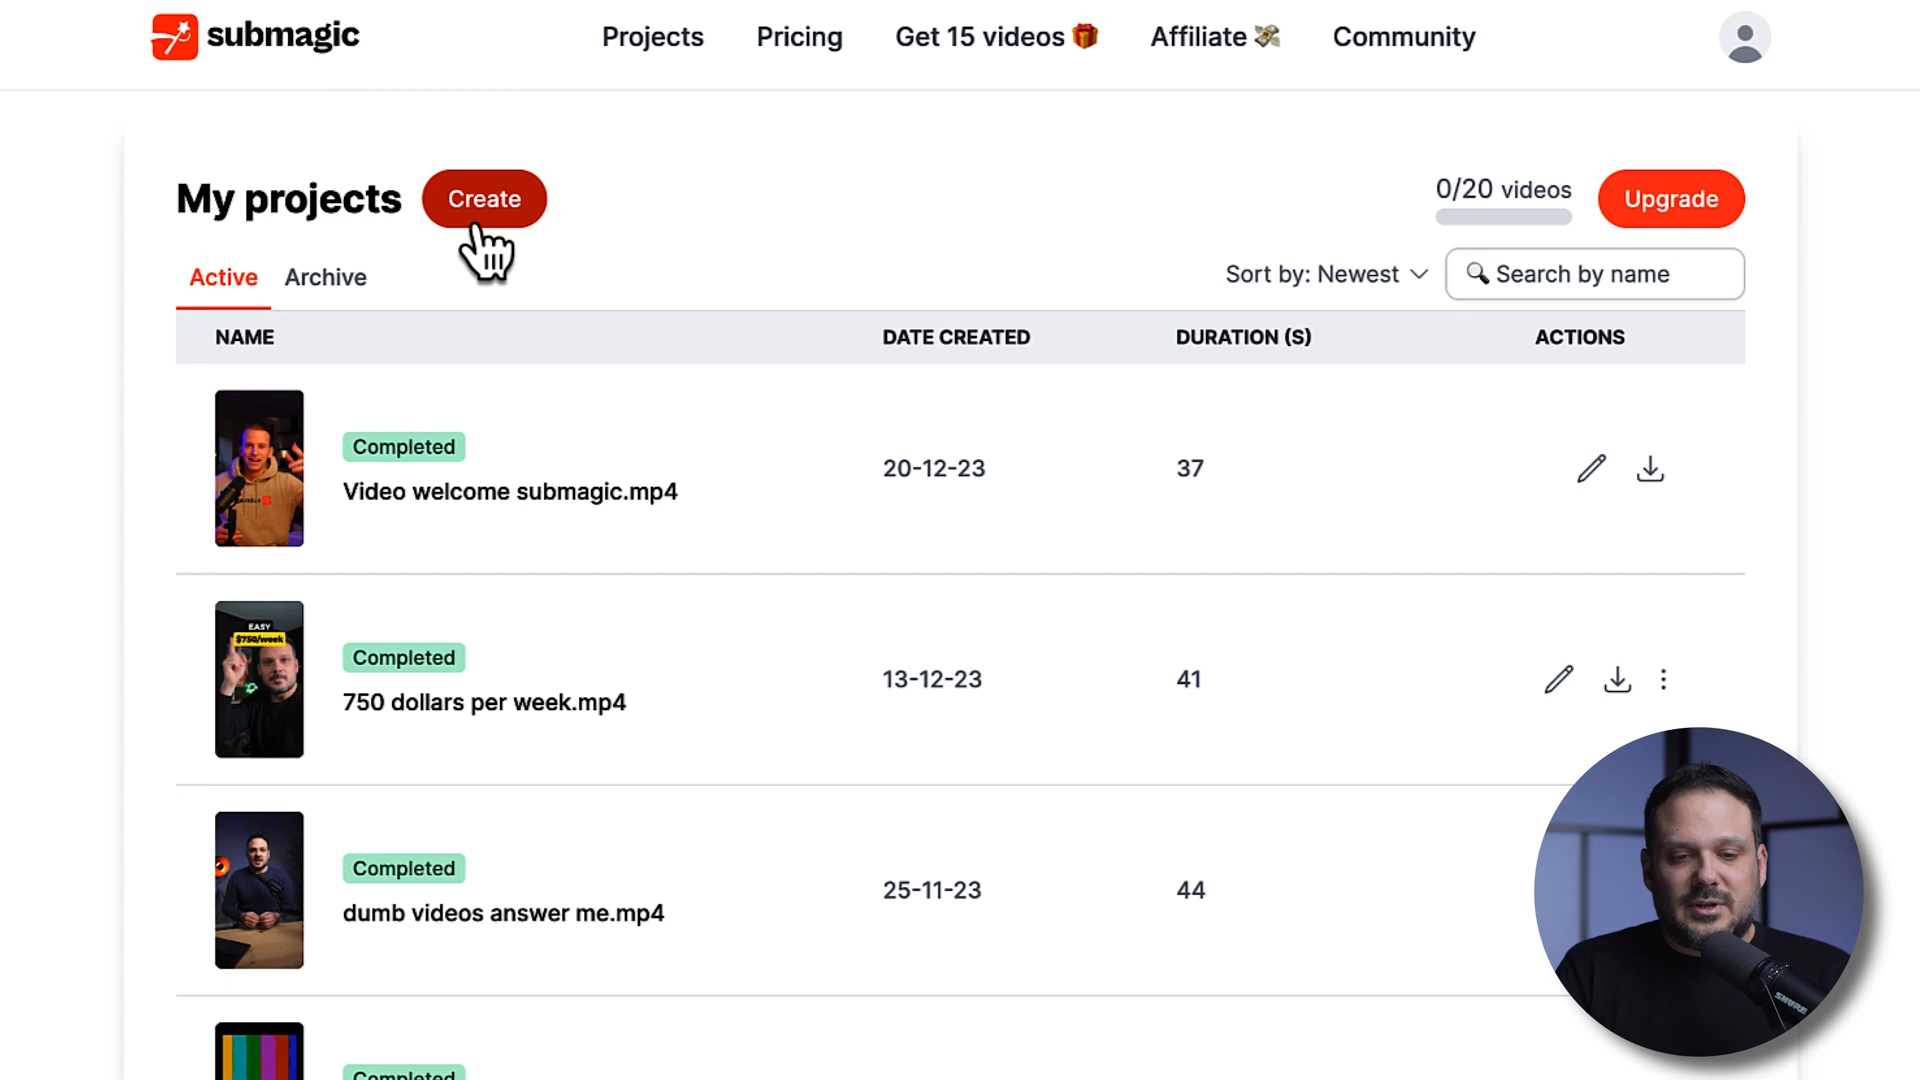 submagic
Projects
Pricing
Get 15 videos 🎁
Affiliate 💸
Community
My projects
Create
0/20 videos
Upgrade
Active
Archive
Sort by: Newest
🔍 Search by name
NAME
DATE CREATED
DURATION (S)
ACTIONS
Completed
Video welcome submagic.mp4
20-12-23
37
EASY
$750/week
Completed
750 dollars per week.mp4
13-12-23
41
Completed
dumb videos answer me.mp4
25-11-23
44
SHURE
Completed